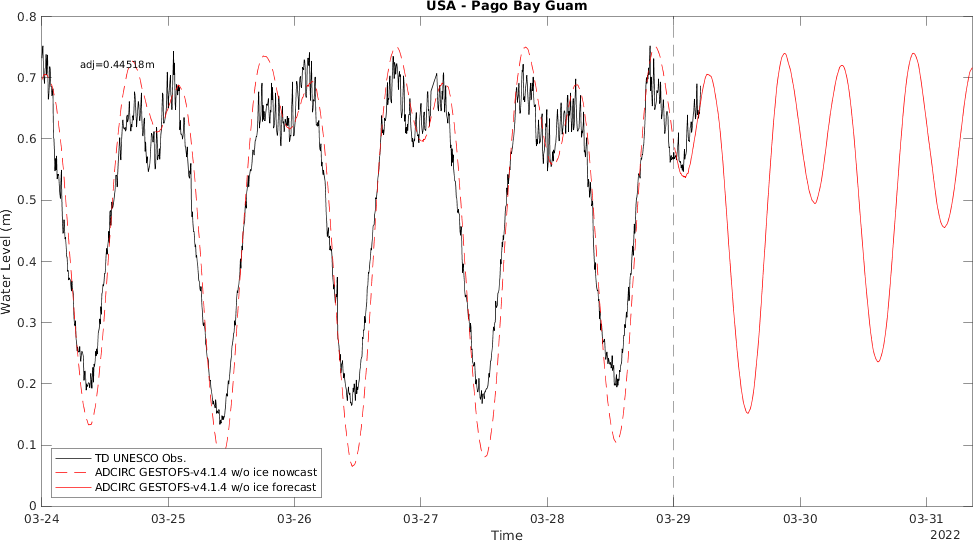 USA - Pago Bay Guam
adj=0.44518m
0.8
0.7
0.6
0.5
0.4
0.3
0.2
0.1
0
Water Level (m)
TD UNESCO Obs.
ADCIRC GESTOFS-v4.1.4 w/o ice nowcast
ADCIRC GESTOFS-v4.1.4 w/o ice forecast
03-24 03-25 03-26 03-27 03-28 03-29 03-30 03-31
Time
2022